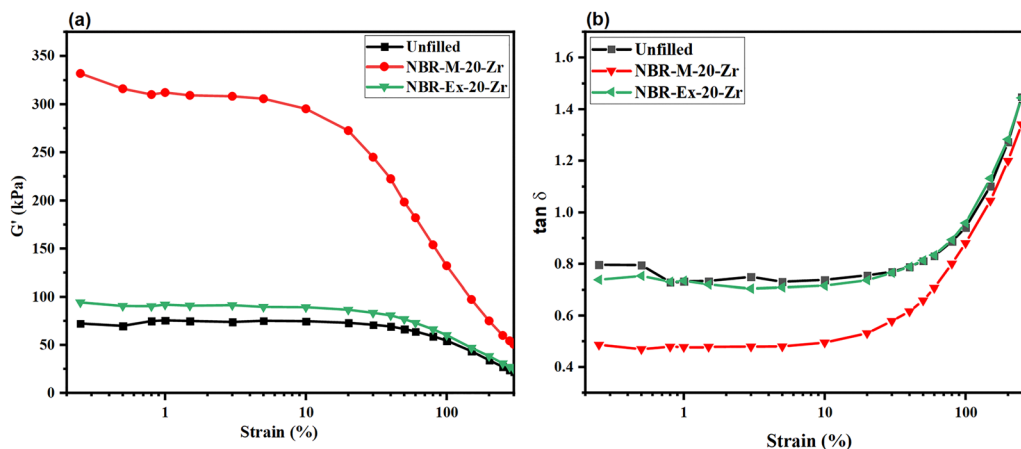 (a)
Unfilled
NBR-M-20-Zr
NBR-Ex-20-Zr
350
300
250
200
150
100
50
0
G' (kPa)
1
10
100
Strain (%)
(b)
Unfilled
NBR-M-20-Zr
NBR-Ex-20-Zr
1.6
1.4
1.2
1.0
0.8
0.6
0.4
tan δ
1
10
100
Strain (%)